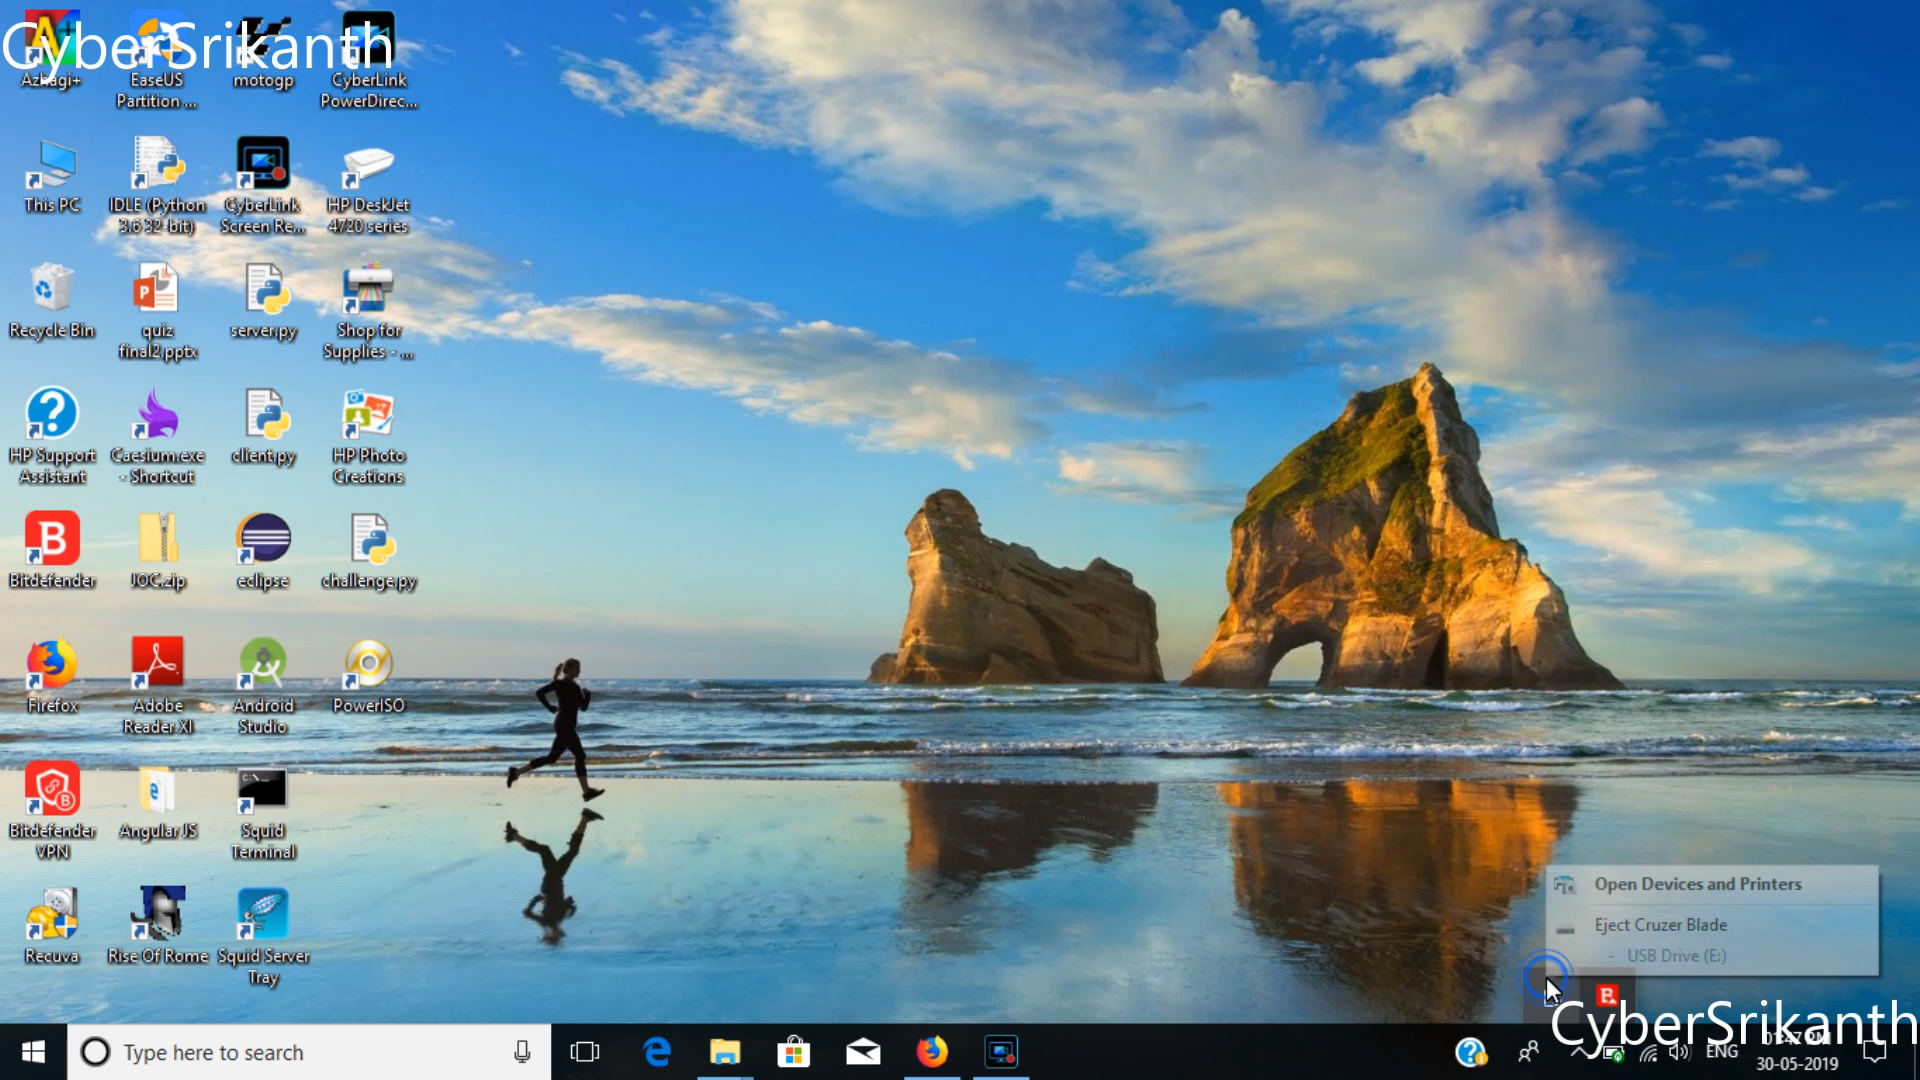 CyberSrikanth
Azhagi+
EaseUS
Partition ...
motogp
CyberLink
PowerDirec...
This PC
IDLE (Python
3.6 32-bit)
CyberLink
Screen Re...
HP DeskJet
4720 series
Recycle Bin
quiz
final2.pptx
server.py
Shop for
Supplies - ...
HP Support
Assistant
Caesium.exe
- Shortcut
client.py
HP Photo
Creations
Bitdefender
JOC.zip
eclipse
challenge.py
Firefox
Adobe
Reader XI
Android
Studio
PowerISO
Bitdefender
VPN
AngularJS
Squid
Terminal
Recuva
Rise Of Rome
Squid Server
Tray
Open Devices and Printers
Eject Cruzer Blade
- USB Drive (E:)
CyberSrikanth
Type here to search
ENG
01:47 PM
30-05-2019